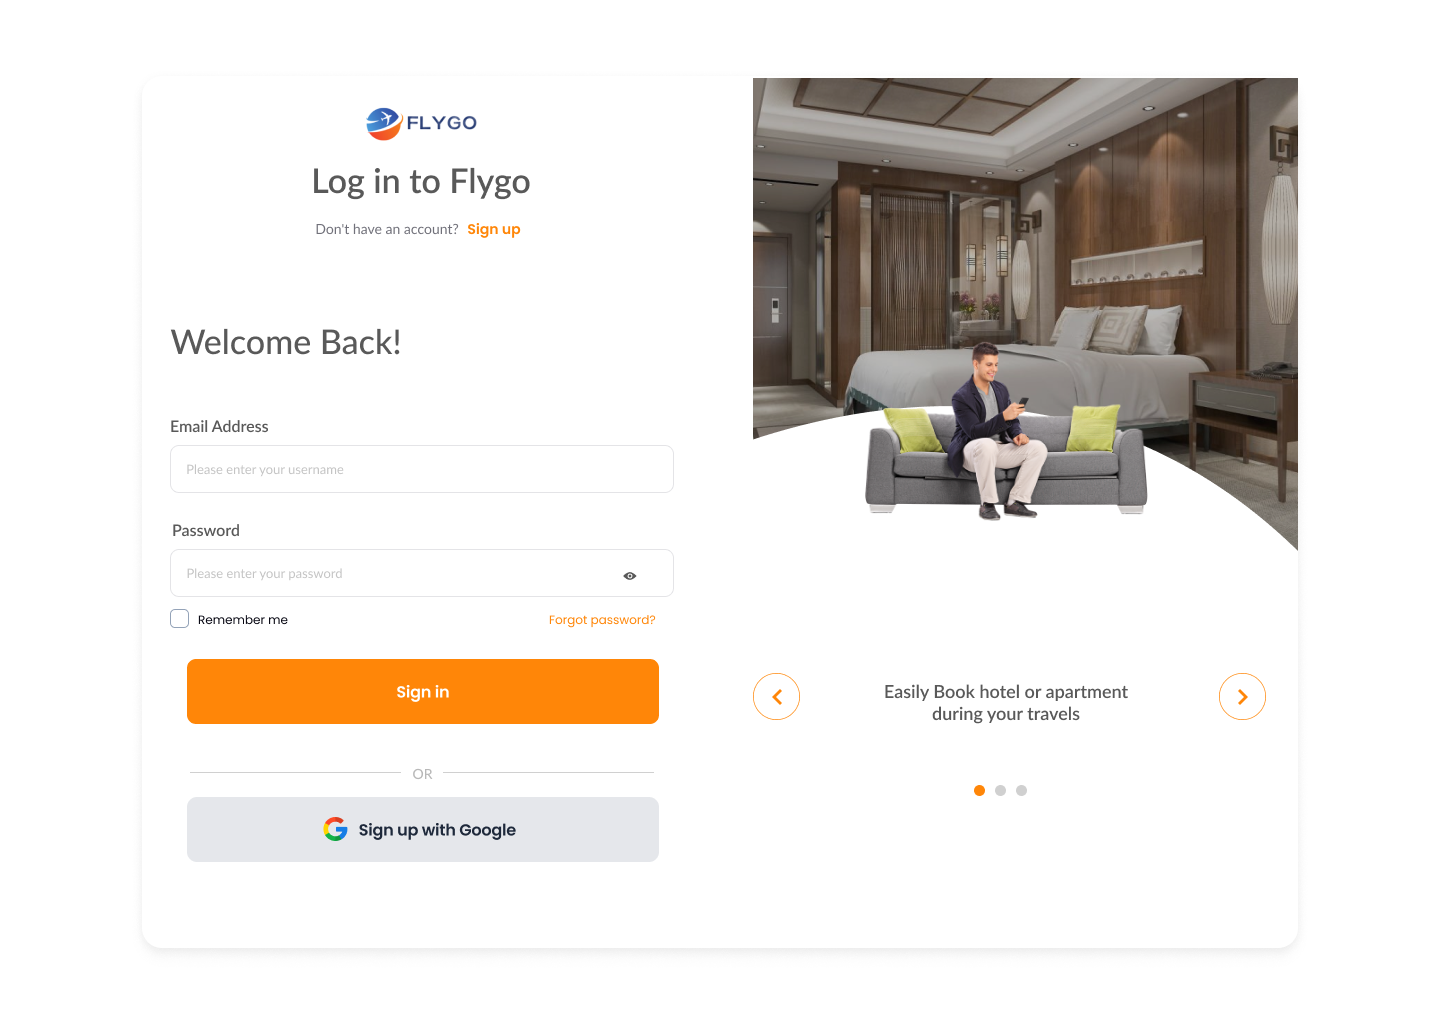 FLYGO
Log in to Flygo
Don't have an account? Sign up
Welcome Back!
Email Address
Please enter your username
Password
Please enter your password
Remember me
Forgot password?
Sign in
OR
Sign up with Google
Easily Book hotel or apartment
during your travels